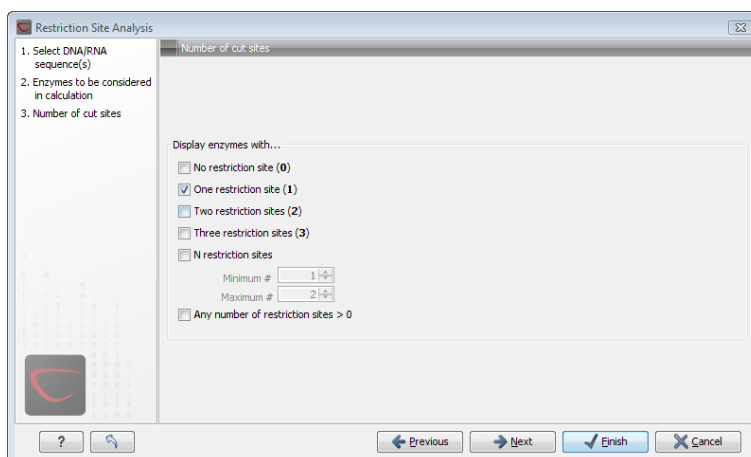 Restriction Site Analysis
1. Select DNA/RNA
sequence(s)
2. Enzymes to be considered
in calculation
3. Number of cut sites
Number of cut sites
Display enzymes with...
No restriction site (0)
One restriction site (1)
Two restriction sites (2)
Three restriction sites (3)
N restriction sites
Minimum # 1
Maximum # 2
Any number of restriction sites > 0
? Previous Next Finish Cancel